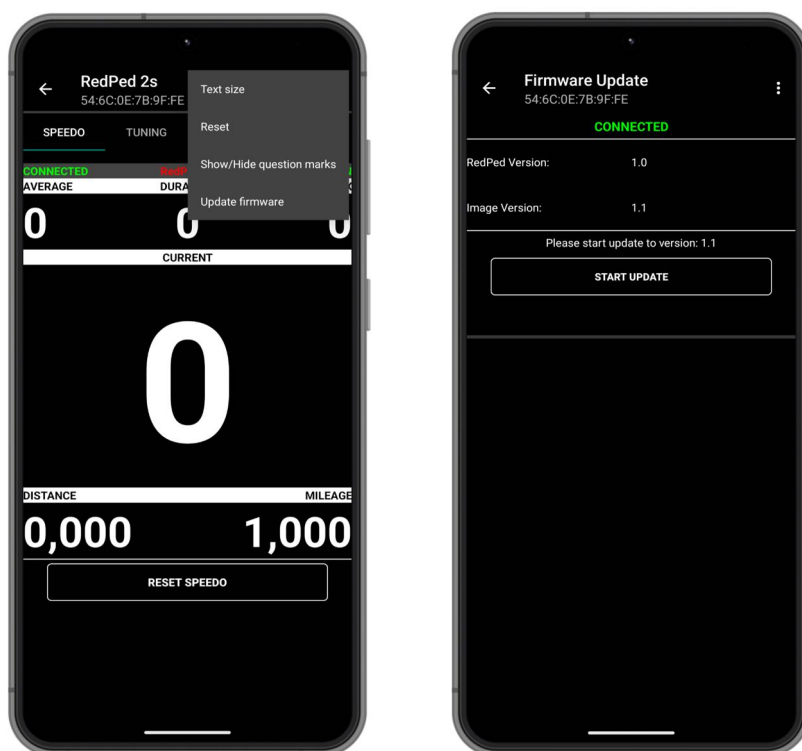 RedPed 2s
54:6C:0E:7B:9F:FE
Text size
Reset
Show/Hide question marks
Update firmware
SPEEDO TUNING
CONNECTED
AVERAGE
0 0 0
CURRENT
0
DISTANCE MILEAGE
0,000 1,000
RESET SPEEDO
Firmware Update
54:6C:0E:7B:9F:FE
CONNECTED
RedPed Version: 1.0
Image Version: 1.1
Please start update to version: 1.1
START UPDATE